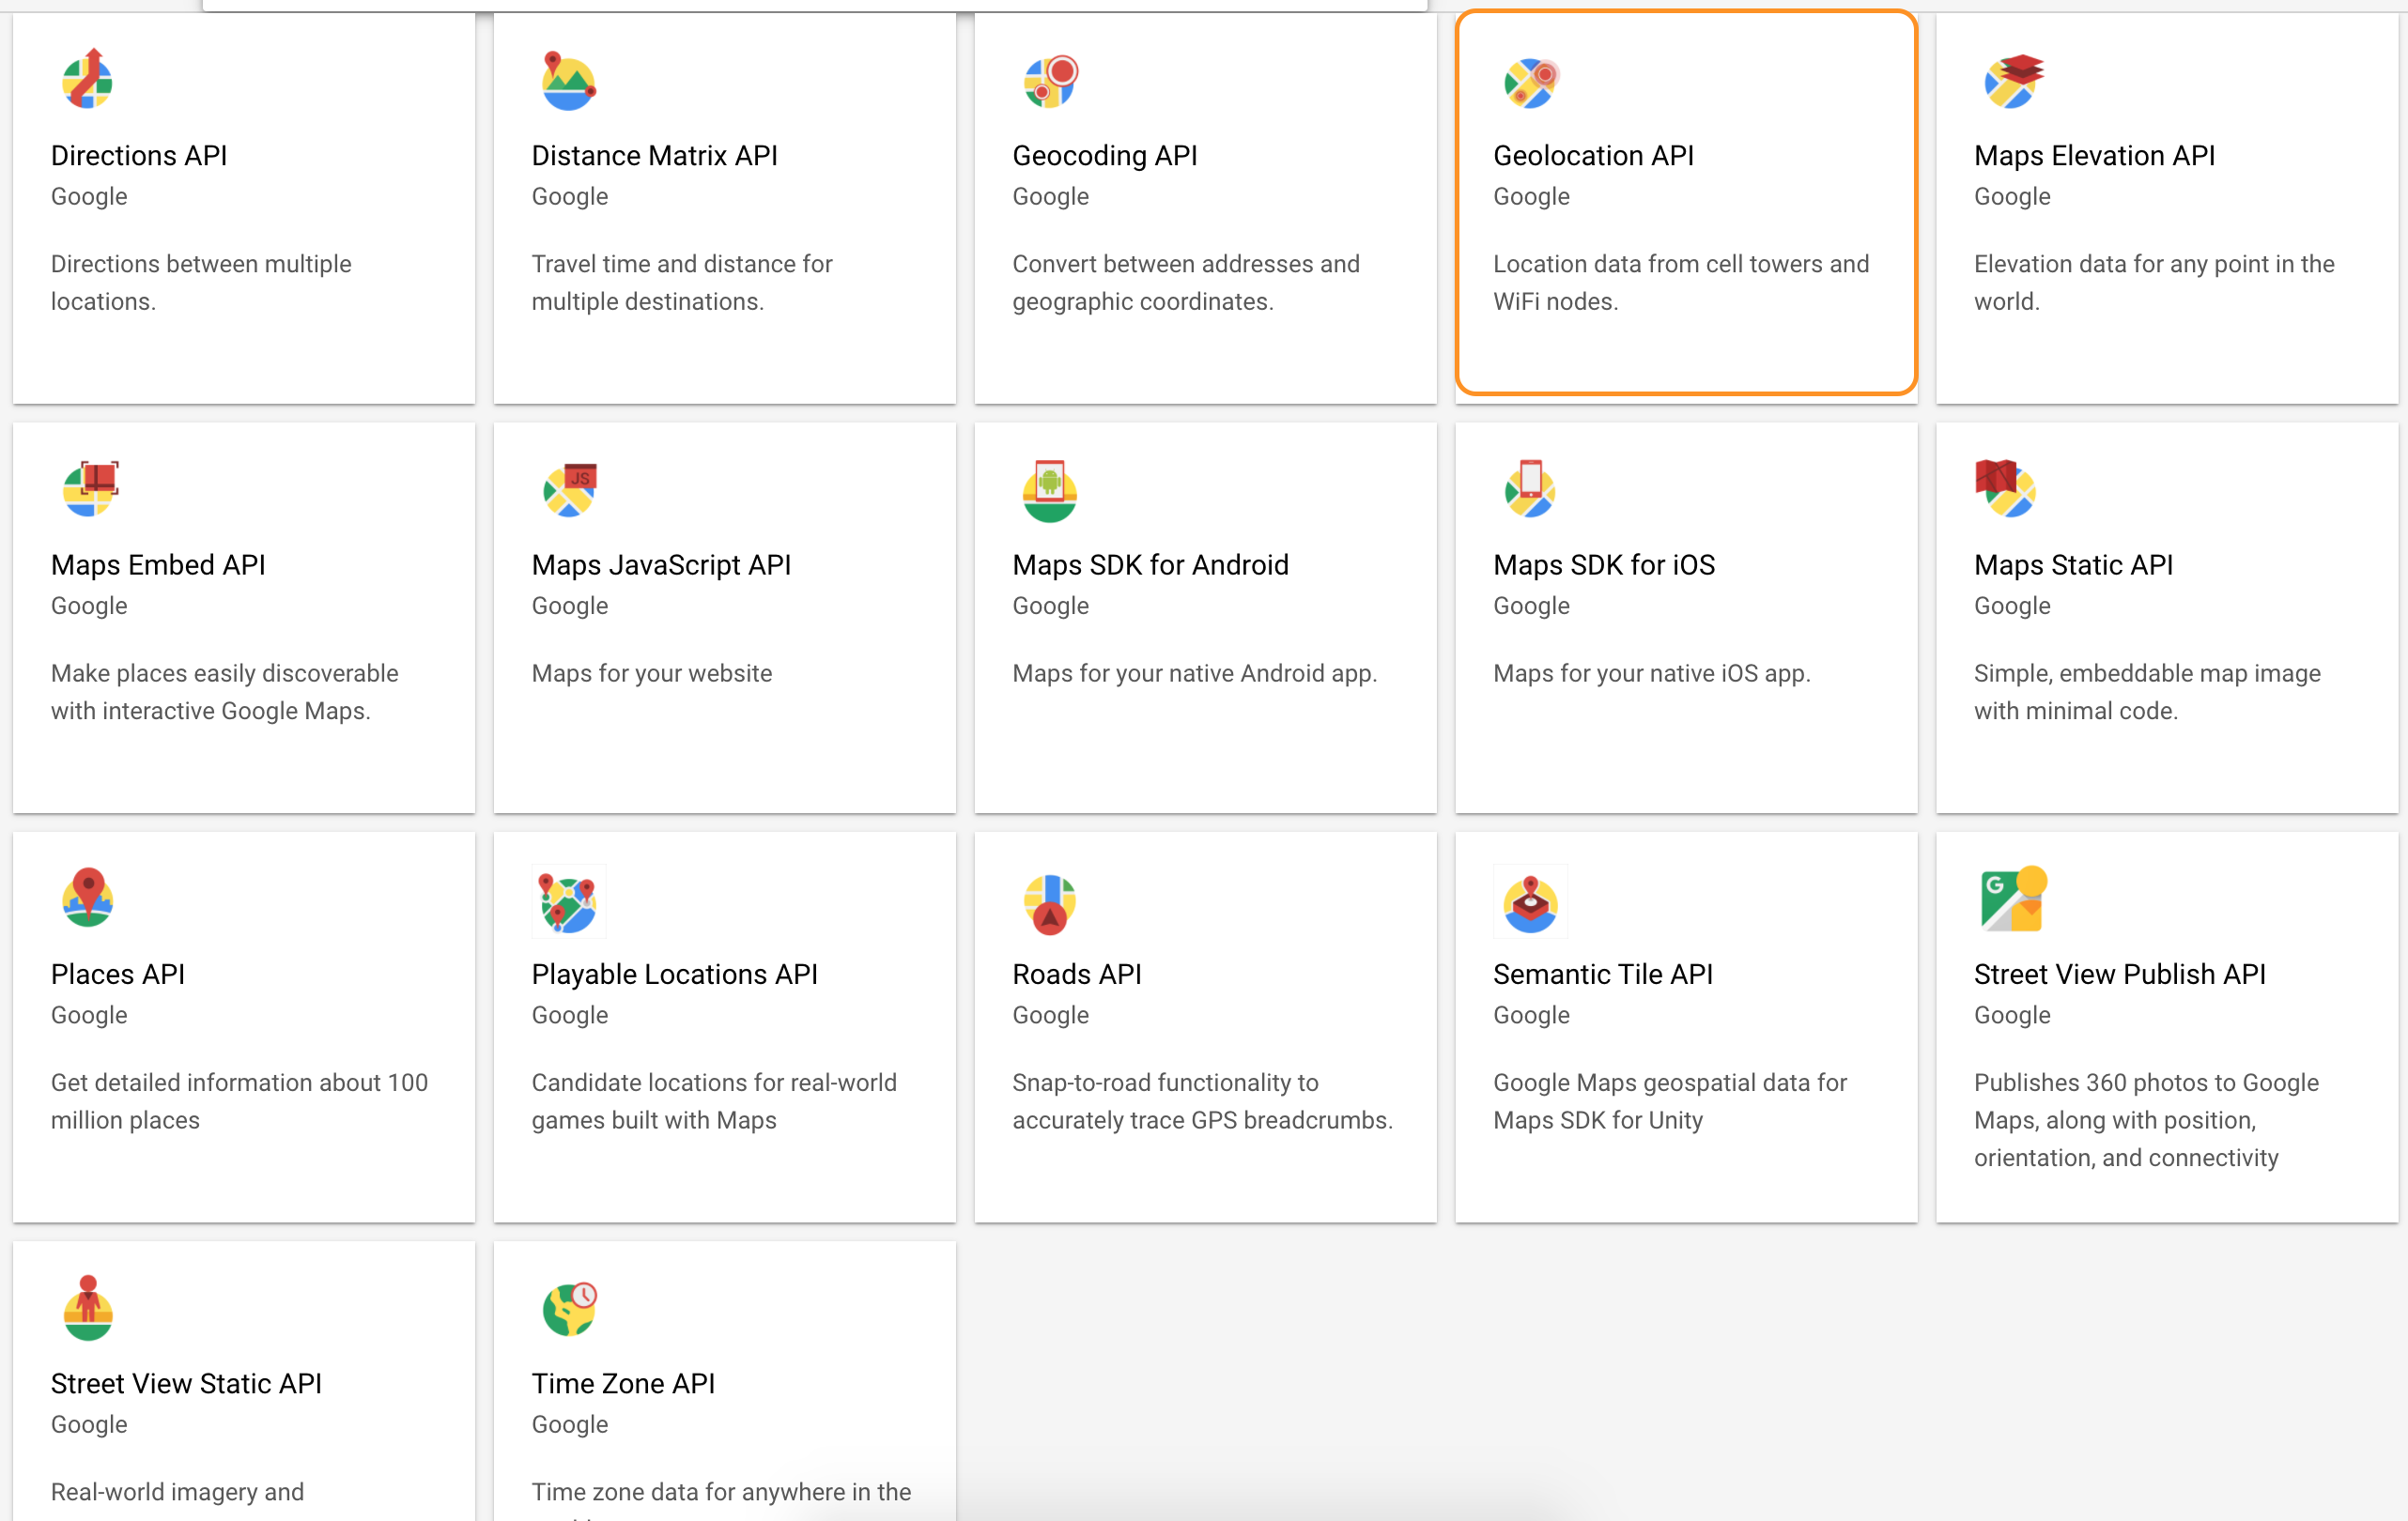 Directions API
Google
Directions between multiple
locations.
Distance Matrix API
Google
Travel time and distance for
multiple destinations.
Geocoding API
Google
Convert between addresses and
geographic coordinates.
Geolocation API
Google
Location data from cell towers and
WiFi nodes.
Maps Elevation API
Google
Elevation data for any point in the
world.
Maps Embed API
Google
Make places easily discoverable
with interactive Google Maps.
JS
Maps JavaScript API
Google
Maps for your website
Maps SDK for Android
Google
Maps for your native Android app.
Maps SDK for iOS
Google
Maps for your native iOS app.
Maps Static API
Google
Simple, embeddable map image
with minimal code.
Places API
Google
Get detailed information about 100
million places
Playable Locations API
Google
Candidate locations for real-world
games built with Maps
Roads API
Google
Snap-to-road functionality to
accurately trace GPS breadcrumbs.
Semantic Tile API
Google
Google Maps geospatial data for
Maps SDK for Unity
G
Street View Publish API
Google
Publishes 360 photos to Google
Maps, along with position,
orientation, and connectivity
Street View Static API
Google
Real-world imagery and
Time Zone API
Google
Time zone data for anywhere in the